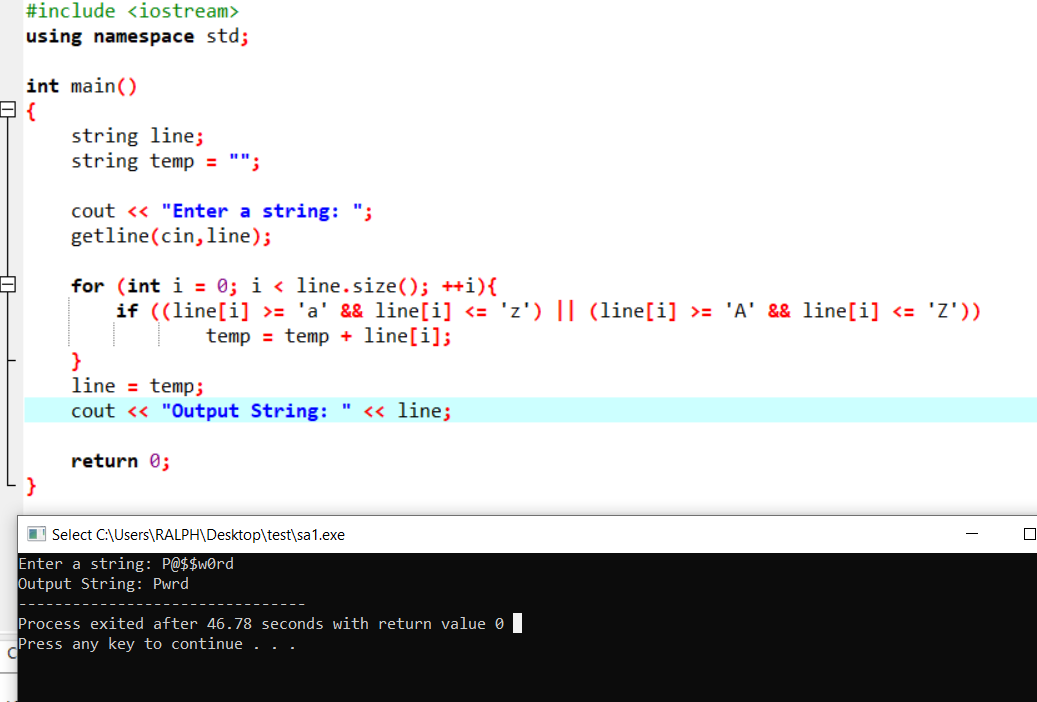 #include <iostream>
using namespace std;
int main()
{
string line;
string temp = "";
cout << "Enter a string: ";
getline(cin,line);
for (int i = 0; i < line.size(); ++i){
if ((line[i] >= 'a' && line[i] <= 'z') || (line[i] >= 'A' && line[i] <= 'Z'))
temp = temp + line[i];
}
line = temp;
cout << "Output String: " << line;
return 0;
}
Select C:\Users\RALPH\Desktop\test\sa1.exe
Enter a string: P@$$w0rd
Output String: Pwrd
--------------------------------
Process exited after 46.78 seconds with return value 0
Press any key to continue . . .